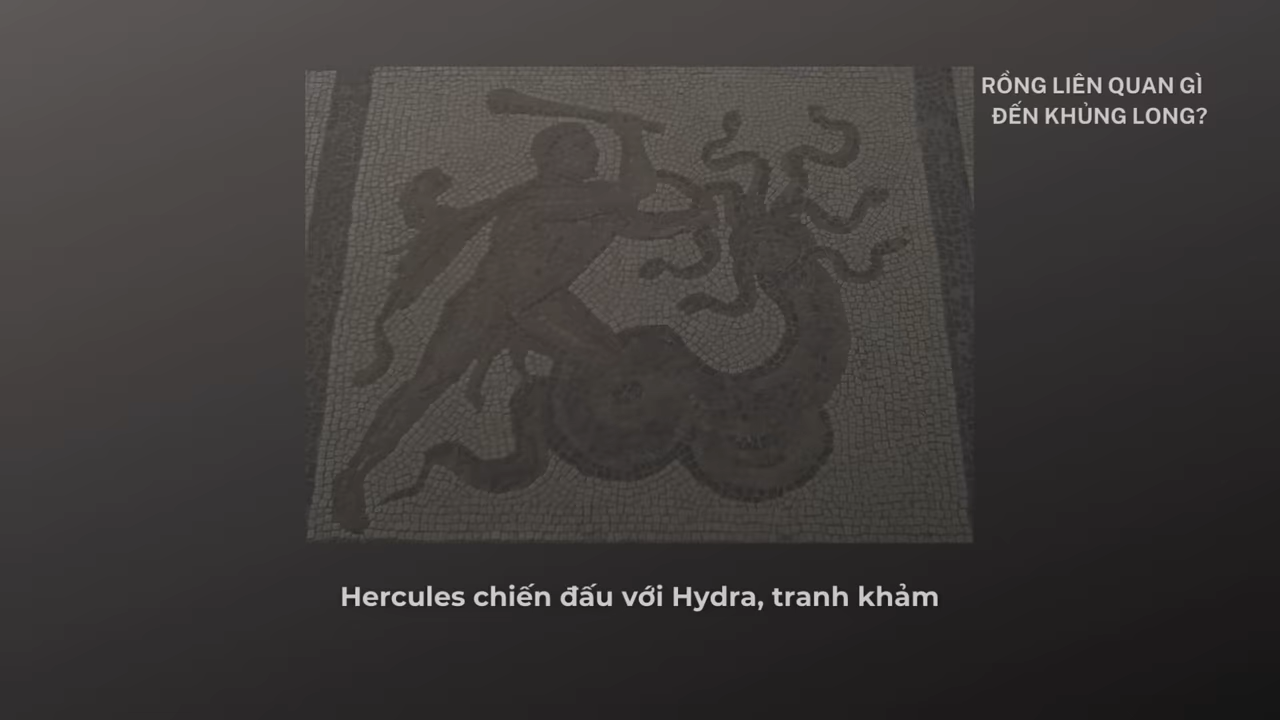 RỒNG LIÊN QUAN GÌ
ĐẾN KHỦNG LONG?
Hercules chiến đấu với Hydra, tranh khảm